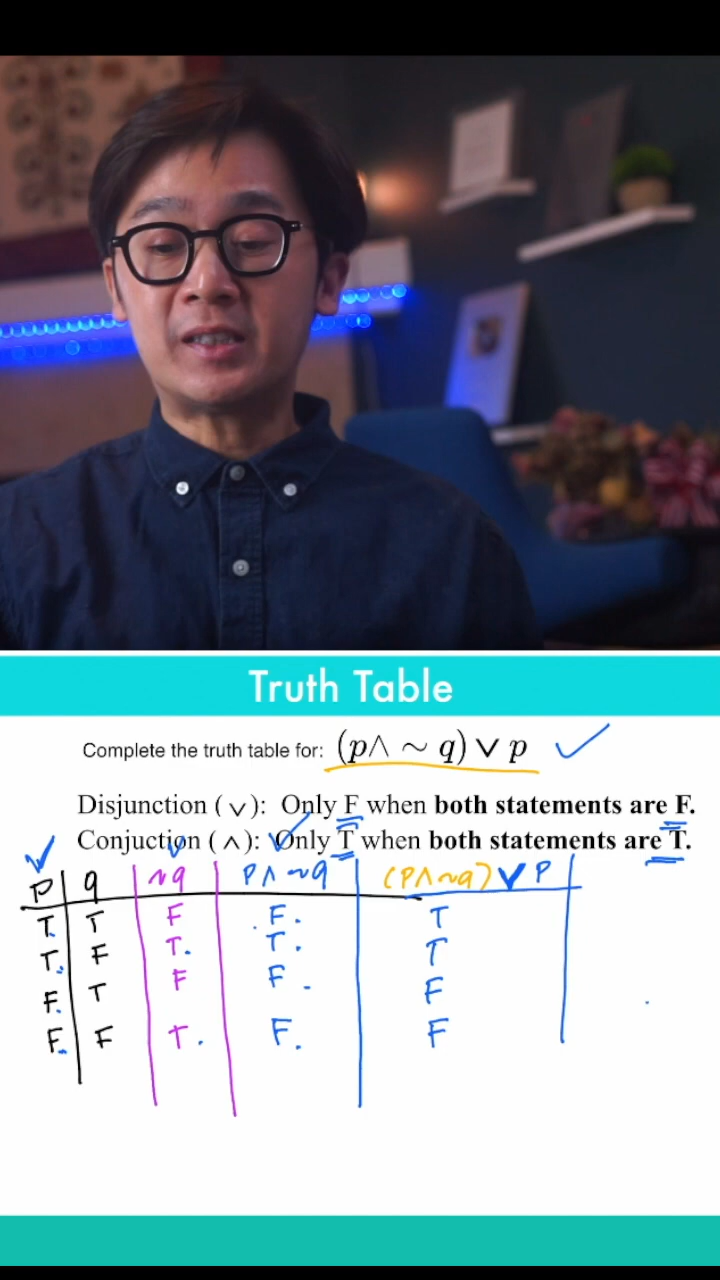 Truth Table
Complete the truth table for: (p∧ ~ q) ∨ p
Disjunction ( ∨ ): Only F when both statements are F.
Conjuction ( ∧ ): Only T when both statements are T.
p q ~q p∧~q (p∧~q) ∨ p
T. T F F. T
T. F T. T. T
F. T F F F
F. F T. F. F